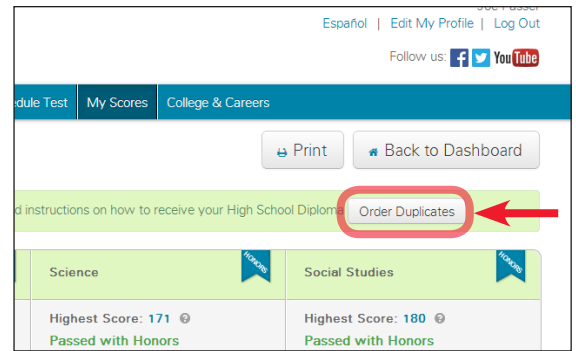 Español | Edit My Profile | Log Out
Follow us: f YouTube
edule Test My Scores College & Careers
Print Back to Dashboard
d instructions on how to receive your High School Diploma Order Duplicates
Science HONORS Social Studies HONORS
Highest Score: 171 ? Highest Score: 180 ?
Passed with Honors Passed with Honors